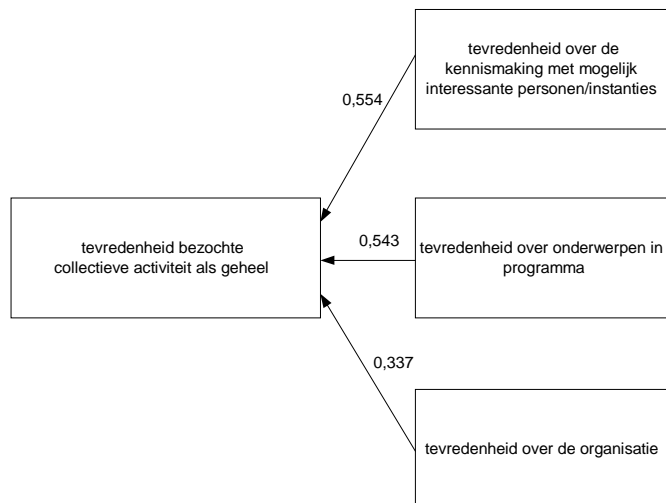 tevredenheid over de
kennismaking met mogelijk
interessante personen/instanties
0,554
tevredenheid bezochte
collectieve activiteit als geheel
0,543
tevredenheid over onderwerpen in
programma
0,337
tevredenheid over de organisatie